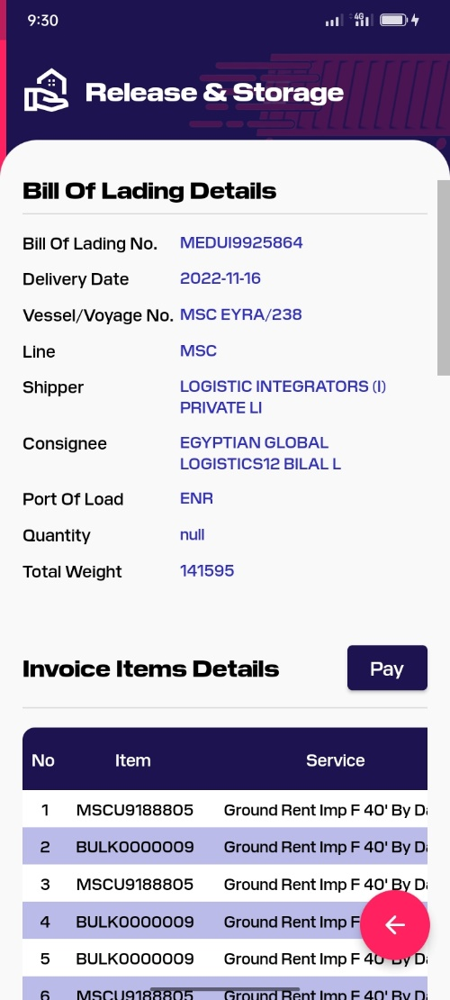 9:30
4G
Release & Storage
Bill Of Lading Details
Bill Of Lading No. MEDUI9925864
Delivery Date 2022-11-16
Vessel/Voyage No. MSC EYRA/238
Line MSC
Shipper LOGISTIC INTEGRATORS (I)
PRIVATE LI
Consignee EGYPTIAN GLOBAL
LOGISTICS12 BILAL L
Port Of Load ENR
Quantity null
Total Weight 141595
Invoice Items Details Pay
No Item Service
1 MSCU9188805 Ground Rent Imp F 40' By Da
2 BULK0000009 Ground Rent Imp F 40' By Da
3 MSCU9188805 Ground Rent Imp F 40' By Da
4 BULK0000009 Ground Rent Imp F
5 BULK0000009 Ground Rent Imp F 40' By Da
6 MSCU9188805 Ground Rent Imp F 40' By Da